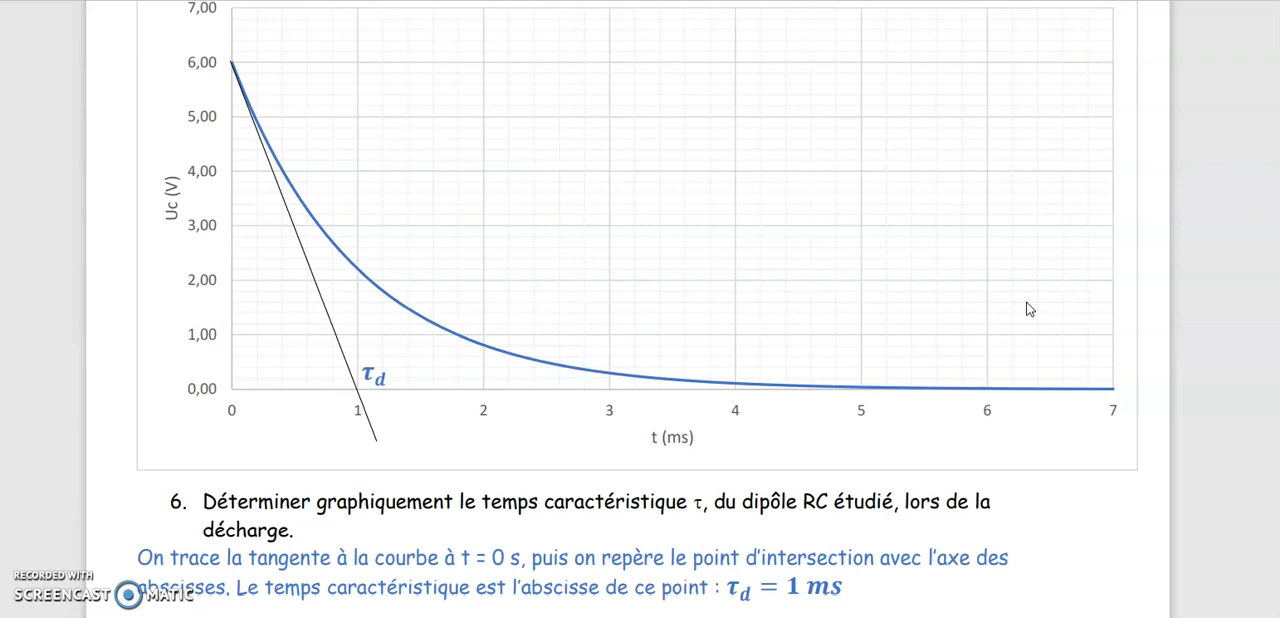 7,00
6,00
5,00
4,00
3,00
2,00
1,00
0,00
Uc (V)
τd
0 1 2 3 4 5 6 7
t (ms)
6. Déterminer graphiquement le temps caractéristique τ, du dipôle RC étudié, lors de la
décharge.
On trace la tangente à la courbe à t = 0 s, puis on repère le point d’intersection avec l’axe des
abscisses. Le temps caractéristique est l’abscisse de ce point : τd = 1 ms
RECORDED WITH
SCREENCAST MATIC